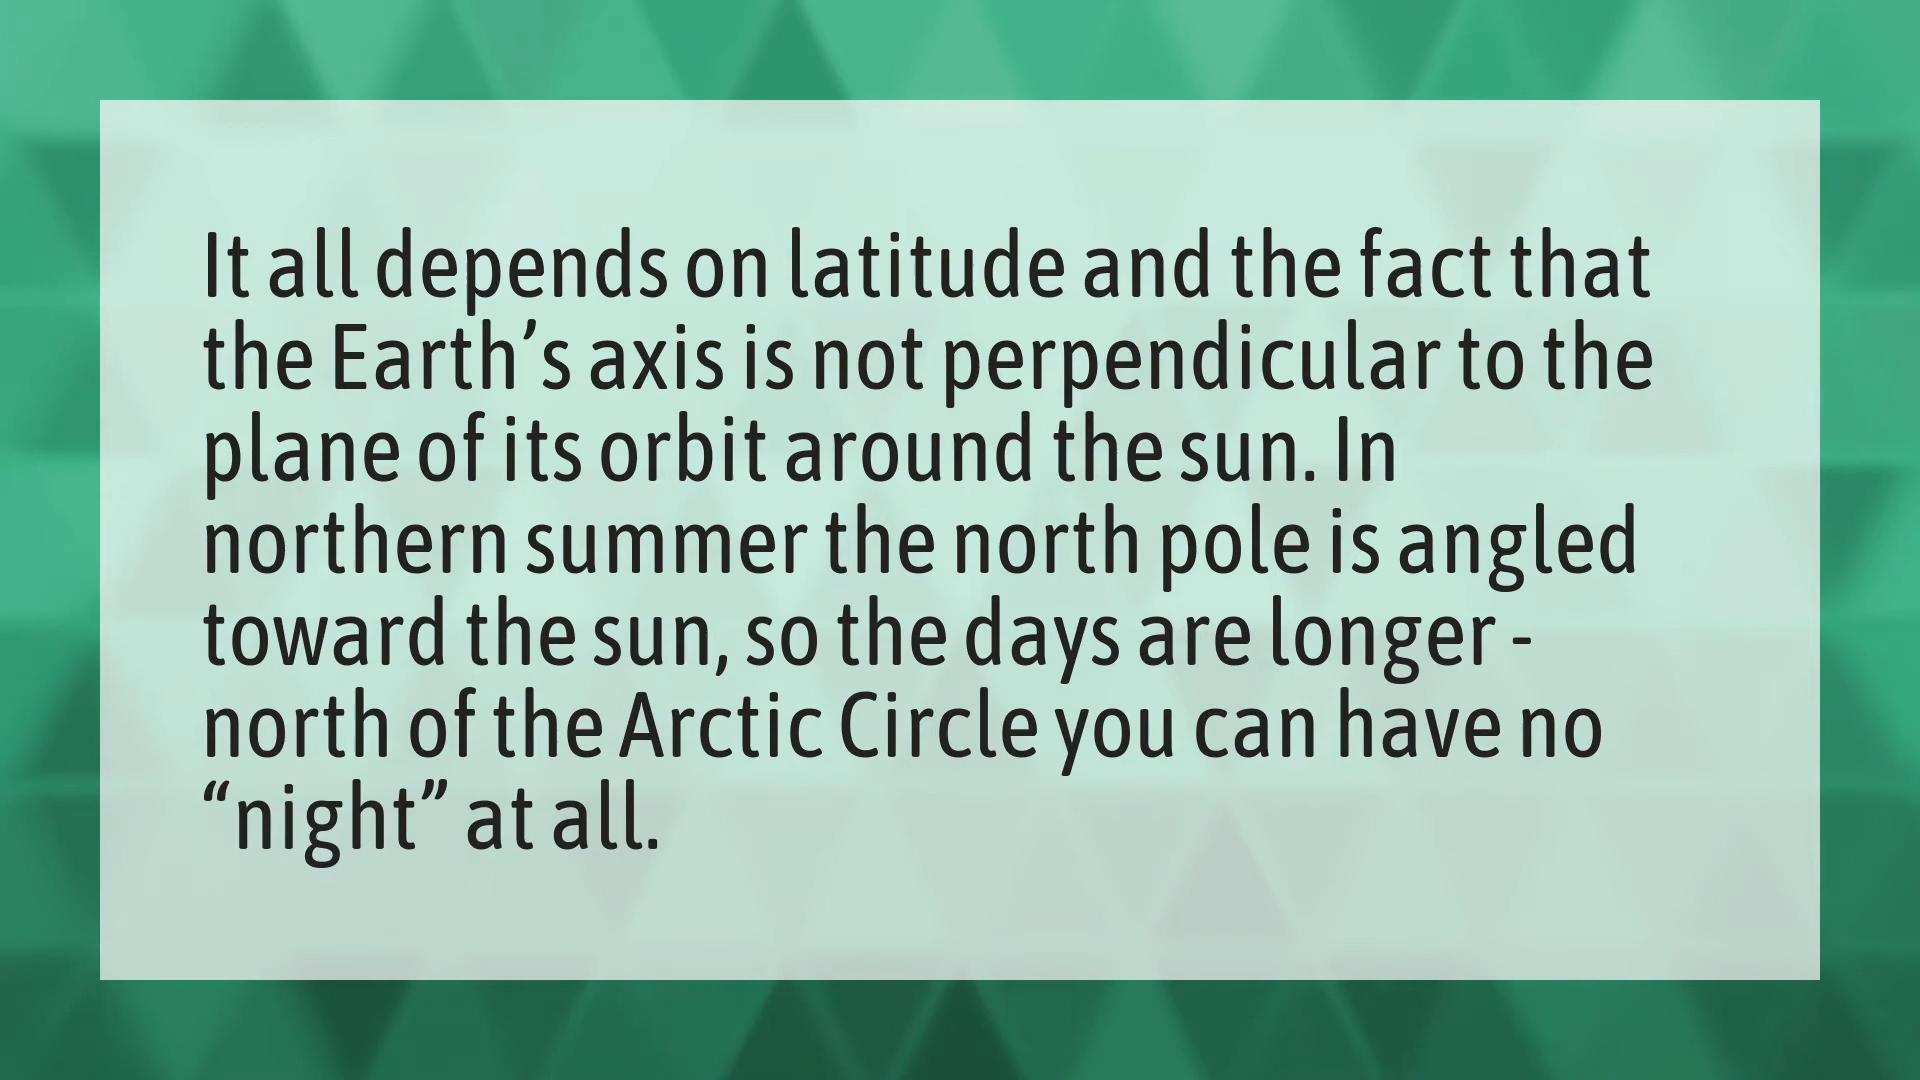 It all depends on latitude and the fact that
the Earth’s axis is not perpendicular to the
plane of its orbit around the sun. In
northern summer the north pole is angled
toward the sun, so the days are longer -
north of the Arctic Circle you can have no
“night” at all.